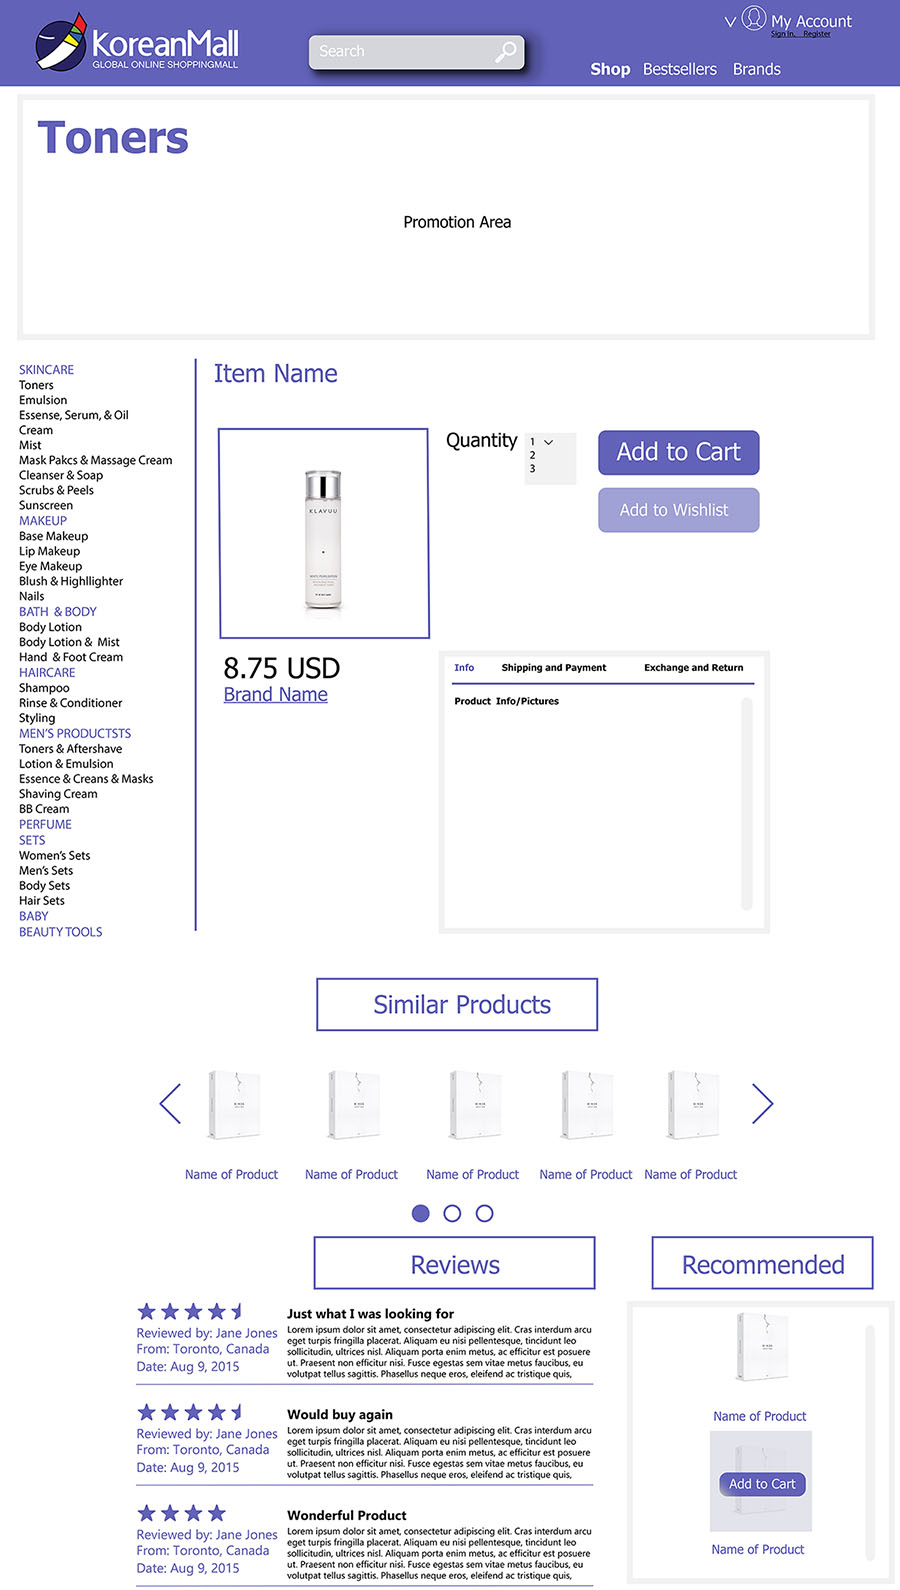 KoreanMall
GLOBAL ONLINE SHOPPINGMALL
Search
My Account
Sign In. Register
Shop Bestsellers Brands
Toners
Promotion Area
SKINCARE
Toners
Emulsion
Essense, Serum, & Oil
Cream
Mist
Mask Pakcs & Massage Cream
Cleanser & Soap
Scrubs & Peels
Sunscreen
MAKEUP
Base Makeup
Lip Makeup
Eye Makeup
Blush & Highllighter
Nails
BATH & BODY
Body Lotion
Body Lotion & Mist
Hand & Foot Cream
HAIRCARE
Shampoo
Rinse & Conditioner
Styling
MEN'S PRODUCTSTS
Toners & Aftershave
Lotion & Emulsion
Essence & Creans & Masks
Shaving Cream
BB Cream
PERFUME
SETS
Women's Sets
Men's Sets
Body Sets
Hair Sets
BABY
BEAUTY TOOLS
Item Name
KLAVUU
Quantity
1
2
3
Add to Cart
Add to Wishlist
8.75 USD
Brand Name
Info Shipping and Payment Exchange and Return
Product Info/Pictures
Similar Products
Name of Product Name of Product Name of Product Name of Product Name of Product
Reviews
Just what I was looking for
Reviewed by: Jane Jones
From: Toronto, Canada
Date: Aug 9, 2015
Lorem ipsum dolor sit amet, consectetur adipiscing elit. Cras interdum arcu
eget turpis fringilla placerat. Aliquam eu nisi pellentesque, tincidunt leo
sollicitudin, ultrices nisl. Aliquam porta enim metus, ac efficitur est posuere
ut. Praesent non efficitur nisi. Fusce egestas sem vitae metus faucibus, eu
volutpat tellus sagittis. Phasellus neque eros, eleifend ac tristique quis,
Would buy again
Reviewed by: Jane Jones
From: Toronto, Canada
Date: Aug 9, 2015
Lorem ipsum dolor sit amet, consectetur adipiscing elit. Cras interdum arcu
eget turpis fringilla placerat. Aliquam eu nisi pellentesque, tincidunt leo
sollicitudin, ultrices nisl. Aliquam porta enim metus, ac efficitur est posuere
ut. Praesent non efficitur nisi. Fusce egestas sem vitae metus faucibus, eu
volutpat tellus sagittis. Phasellus neque eros, eleifend ac tristique quis,
Wonderful Product
Reviewed by: Jane Jones
From: Toronto, Canada
Date: Aug 9, 2015
Lorem ipsum dolor sit amet, consectetur adipiscing elit. Cras interdum arcu
eget turpis fringilla placerat. Aliquam eu nisi pellentesque, tincidunt leo
sollicitudin, ultrices nisl. Aliquam porta enim metus, ac efficitur est posuere
ut. Praesent non efficitur nisi. Fusce egestas sem vitae metus faucibus, eu
volutpat tellus sagittis. Phasellus neque eros, eleifend ac tristique quis,
Recommended
Name of Product
Add to Cart
Name of Product